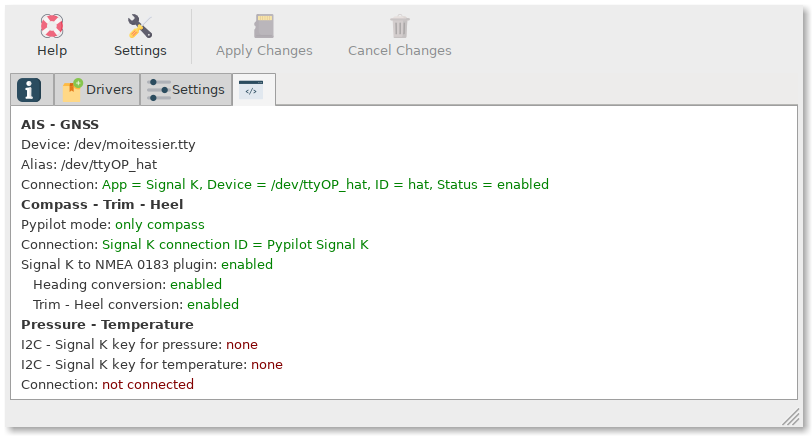 Help
Settings
Apply Changes
Cancel Changes
i
Drivers
Settings
</>
AIS - GNSS
Device: /dev/moitessier.tty
Alias: /dev/ttyOP_hat
Connection: App = Signal K, Device = /dev/ttyOP_hat, ID = hat, Status = enabled
Compass - Trim - Heel
Pypilot mode: only compass
Connection: Signal K connection ID = Pypilot Signal K
Signal K to NMEA 0183 plugin: enabled
Heading conversion: enabled
Trim - Heel conversion: enabled
Pressure - Temperature
I2C - Signal K key for pressure: none
I2C - Signal K key for temperature: none
Connection: not connected